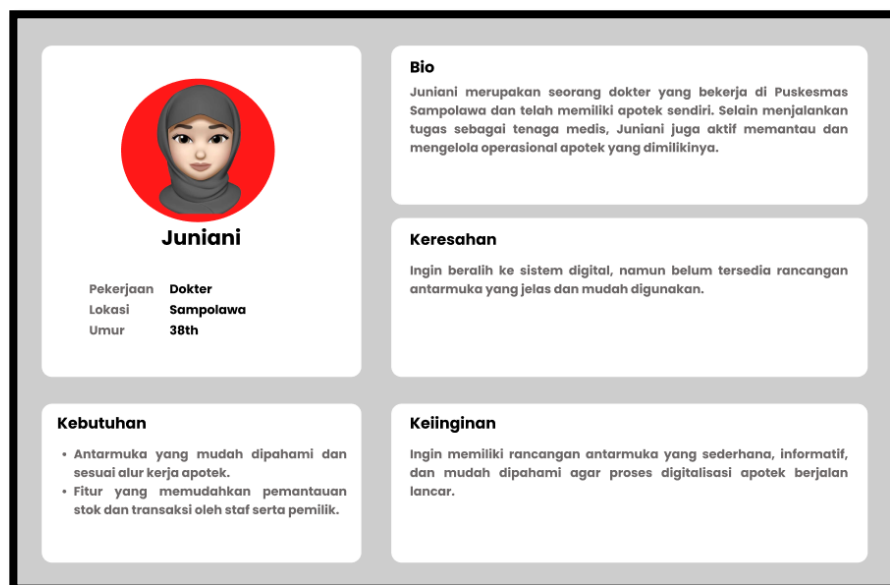 Juniani
Pekerjaan Dokter
Lokasi Sampolawa
Umur 38th
Bio
Juniani merupakan seorang dokter yang bekerja di Puskesmas
Sampolawa dan telah memiliki apotek sendiri. Selain menjalankan
tugas sebagai tenaga medis, Juniani juga aktif memantau dan
mengelola operasional apotek yang dimilikinya.
Keresahan
Ingin beralih ke sistem digital, namun belum tersedia rancangan
antarmuka yang jelas dan mudah digunakan.
Kebutuhan
• Antarmuka yang mudah dipahami dan
sesuai alur kerja apotek.
• Fitur yang memudahkan pemantauan
stok dan transaksi oleh staf serta pemilik.
Keiinginan
Ingin memiliki rancangan antarmuka yang sederhana, informatif,
dan mudah dipahami agar proses digitalisasi apotek berjalan
lancar.